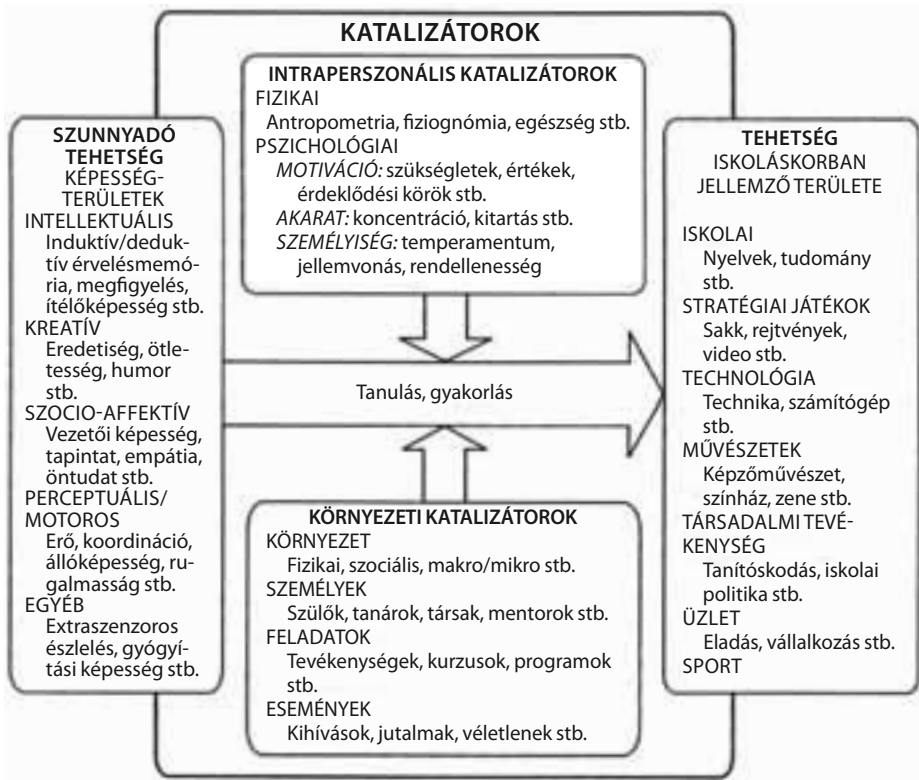 KATALIZÁTOROK
SZUNNYADÓ
TEHETSÉG
KÉPESSÉG-
TERÜLETEK
INTELLEKTUÁLIS
Induktív/deduk-
tív érvelésmemó-
ria, megfigyelés,
ítélőképesség stb.
KREATÍV
Eredetiség, ötle-
tesség, humor
stb.
SZOCIO-AFFEKTÍV
Vezetői képesség,
tapintat, empátia,
öntudat stb.
PERCEPTUÁLIS/
MOTOROS
Erő, koordináció,
állóképesség, ru-
galmasság stb.
EGYÉB
Extraszenzoros
észlelés, gyógyí-
tási képesség stb.
INTRAPERSZONÁLIS KATALIZÁTOROK
FIZIKAI
Antropometria, fiziognómia, egészség stb.
PSZICHOLÓGIAI
MOTIVÁCIÓ: szükségletek, értékek,
érdeklődési körök stb.
AKARAT: koncentráció, kitartás stb.
SZEMÉLYISÉG: temperamentum,
jellemvonás, rendellenesség
Tanulás, gyakorlás
KÖRNYEZETI KATALIZÁTOROK
KÖRNYEZET
Fizikai, szociális, makro/mikro stb.
SZEMÉLYEK
Szülők, tanárok, társak, mentorok stb.
FELADATOK
Tevékenységek, kurzusok, programok
stb.
ESEMÉNYEK
Kihívások, jutalmak, véletlenek stb.
TEHETSÉG
ISKOLÁSKORBAN
JELLEMZŐ TERÜLETE
ISKOLAI
Nyelvek, tudomány
stb.
STRATÉGIAI JÁTÉKOK
Sakk, rejtvények,
video stb.
TECHNOLÓGIA
Technika, számítógép
stb.
MŰVÉSZETEK
Képzőművészet,
színház, zene stb.
TÁRSADALMI TEVÉ-
KENYSÉG
Tanítóskodás, iskolai
politika stb.
ÜZLET
Eladás, vállalkozás stb.
SPORT